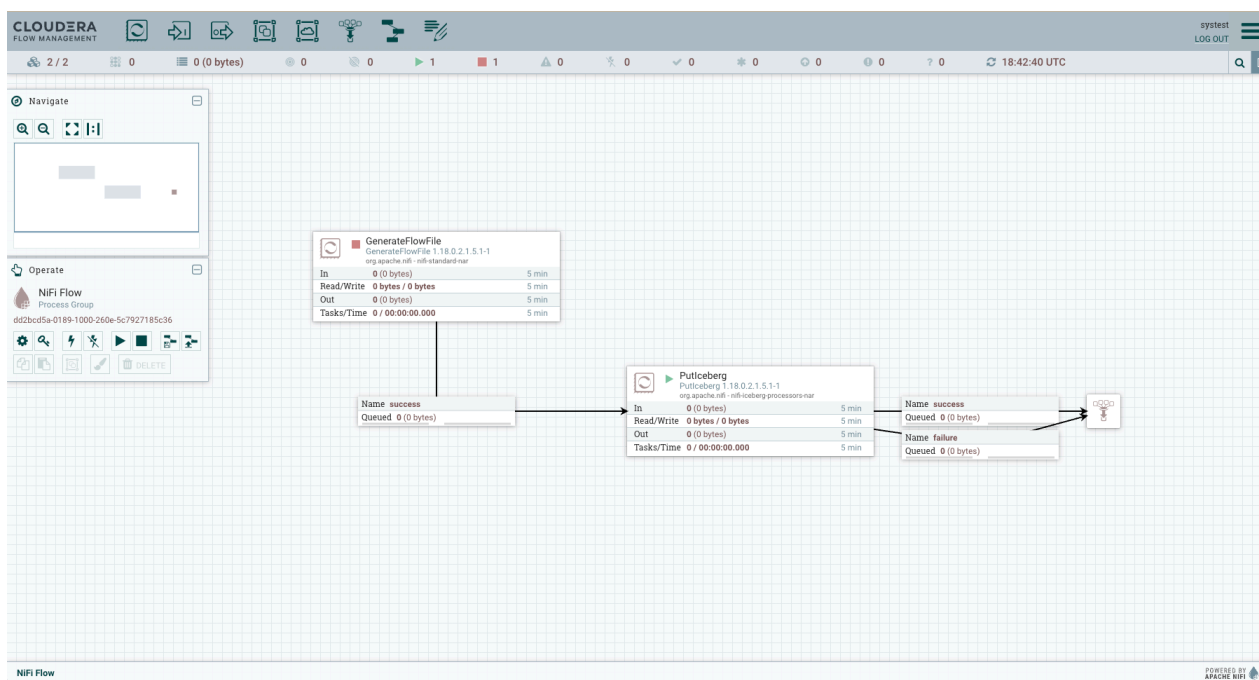 CLOUDERA
FLOW MANAGEMENT
systest
LOG OUT
2 / 2 0 0 (0 bytes) 0 0 1 1 0 0 0 0 0 0 ? 0 18:42:40 UTC
Navigate
Operate
NiFi Flow
Process Group
dd2bcd5a-0189-1000-260e-5c7927185c36
DELETE
GenerateFlowFile
GenerateFlowFile 1.18.0.2.1.5.1-1
org.apache.nifi - nifi-standard-nar
In 0 (0 bytes) 5 min
Read/Write 0 bytes / 0 bytes 5 min
Out 0 (0 bytes) 5 min
Tasks/Time 0 / 00:00:00.000 5 min
Name success
Queued 0 (0 bytes)
PutIceberg
PutIceberg 1.18.0.2.1.5.1-1
org.apache.nifi - nifi-iceberg-processors-nar
In 0 (0 bytes) 5 min
Read/Write 0 bytes / 0 bytes 5 min
Out 0 (0 bytes) 5 min
Tasks/Time 0 / 00:00:00.000 5 min
Name success
Queued 0 (0 bytes)
Name failure
Queued 0 (0 bytes)
NiFi Flow
POWERED BY
APACHE NIFI